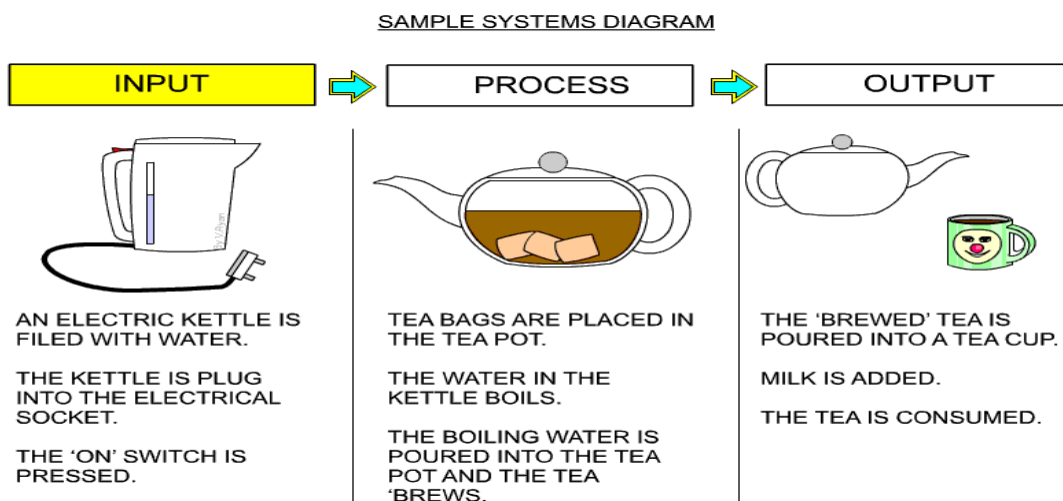 SAMPLE SYSTEMS DIAGRAM
INPUT
PROCESS
OUTPUT
By V.Ryan
AN ELECTRIC KETTLE IS
FILED WITH WATER.
THE KETTLE IS PLUG
INTO THE ELECTRICAL
SOCKET.
THE ‘ON’ SWITCH IS
PRESSED.
TEA BAGS ARE PLACED IN
THE TEA POT.
THE WATER IN THE
KETTLE BOILS.
THE BOILING WATER IS
POURED INTO THE TEA
POT AND THE TEA
‘BREWS.
THE ‘BREWED’ TEA IS
POURED INTO A TEA CUP.
MILK IS ADDED.
THE TEA IS CONSUMED.